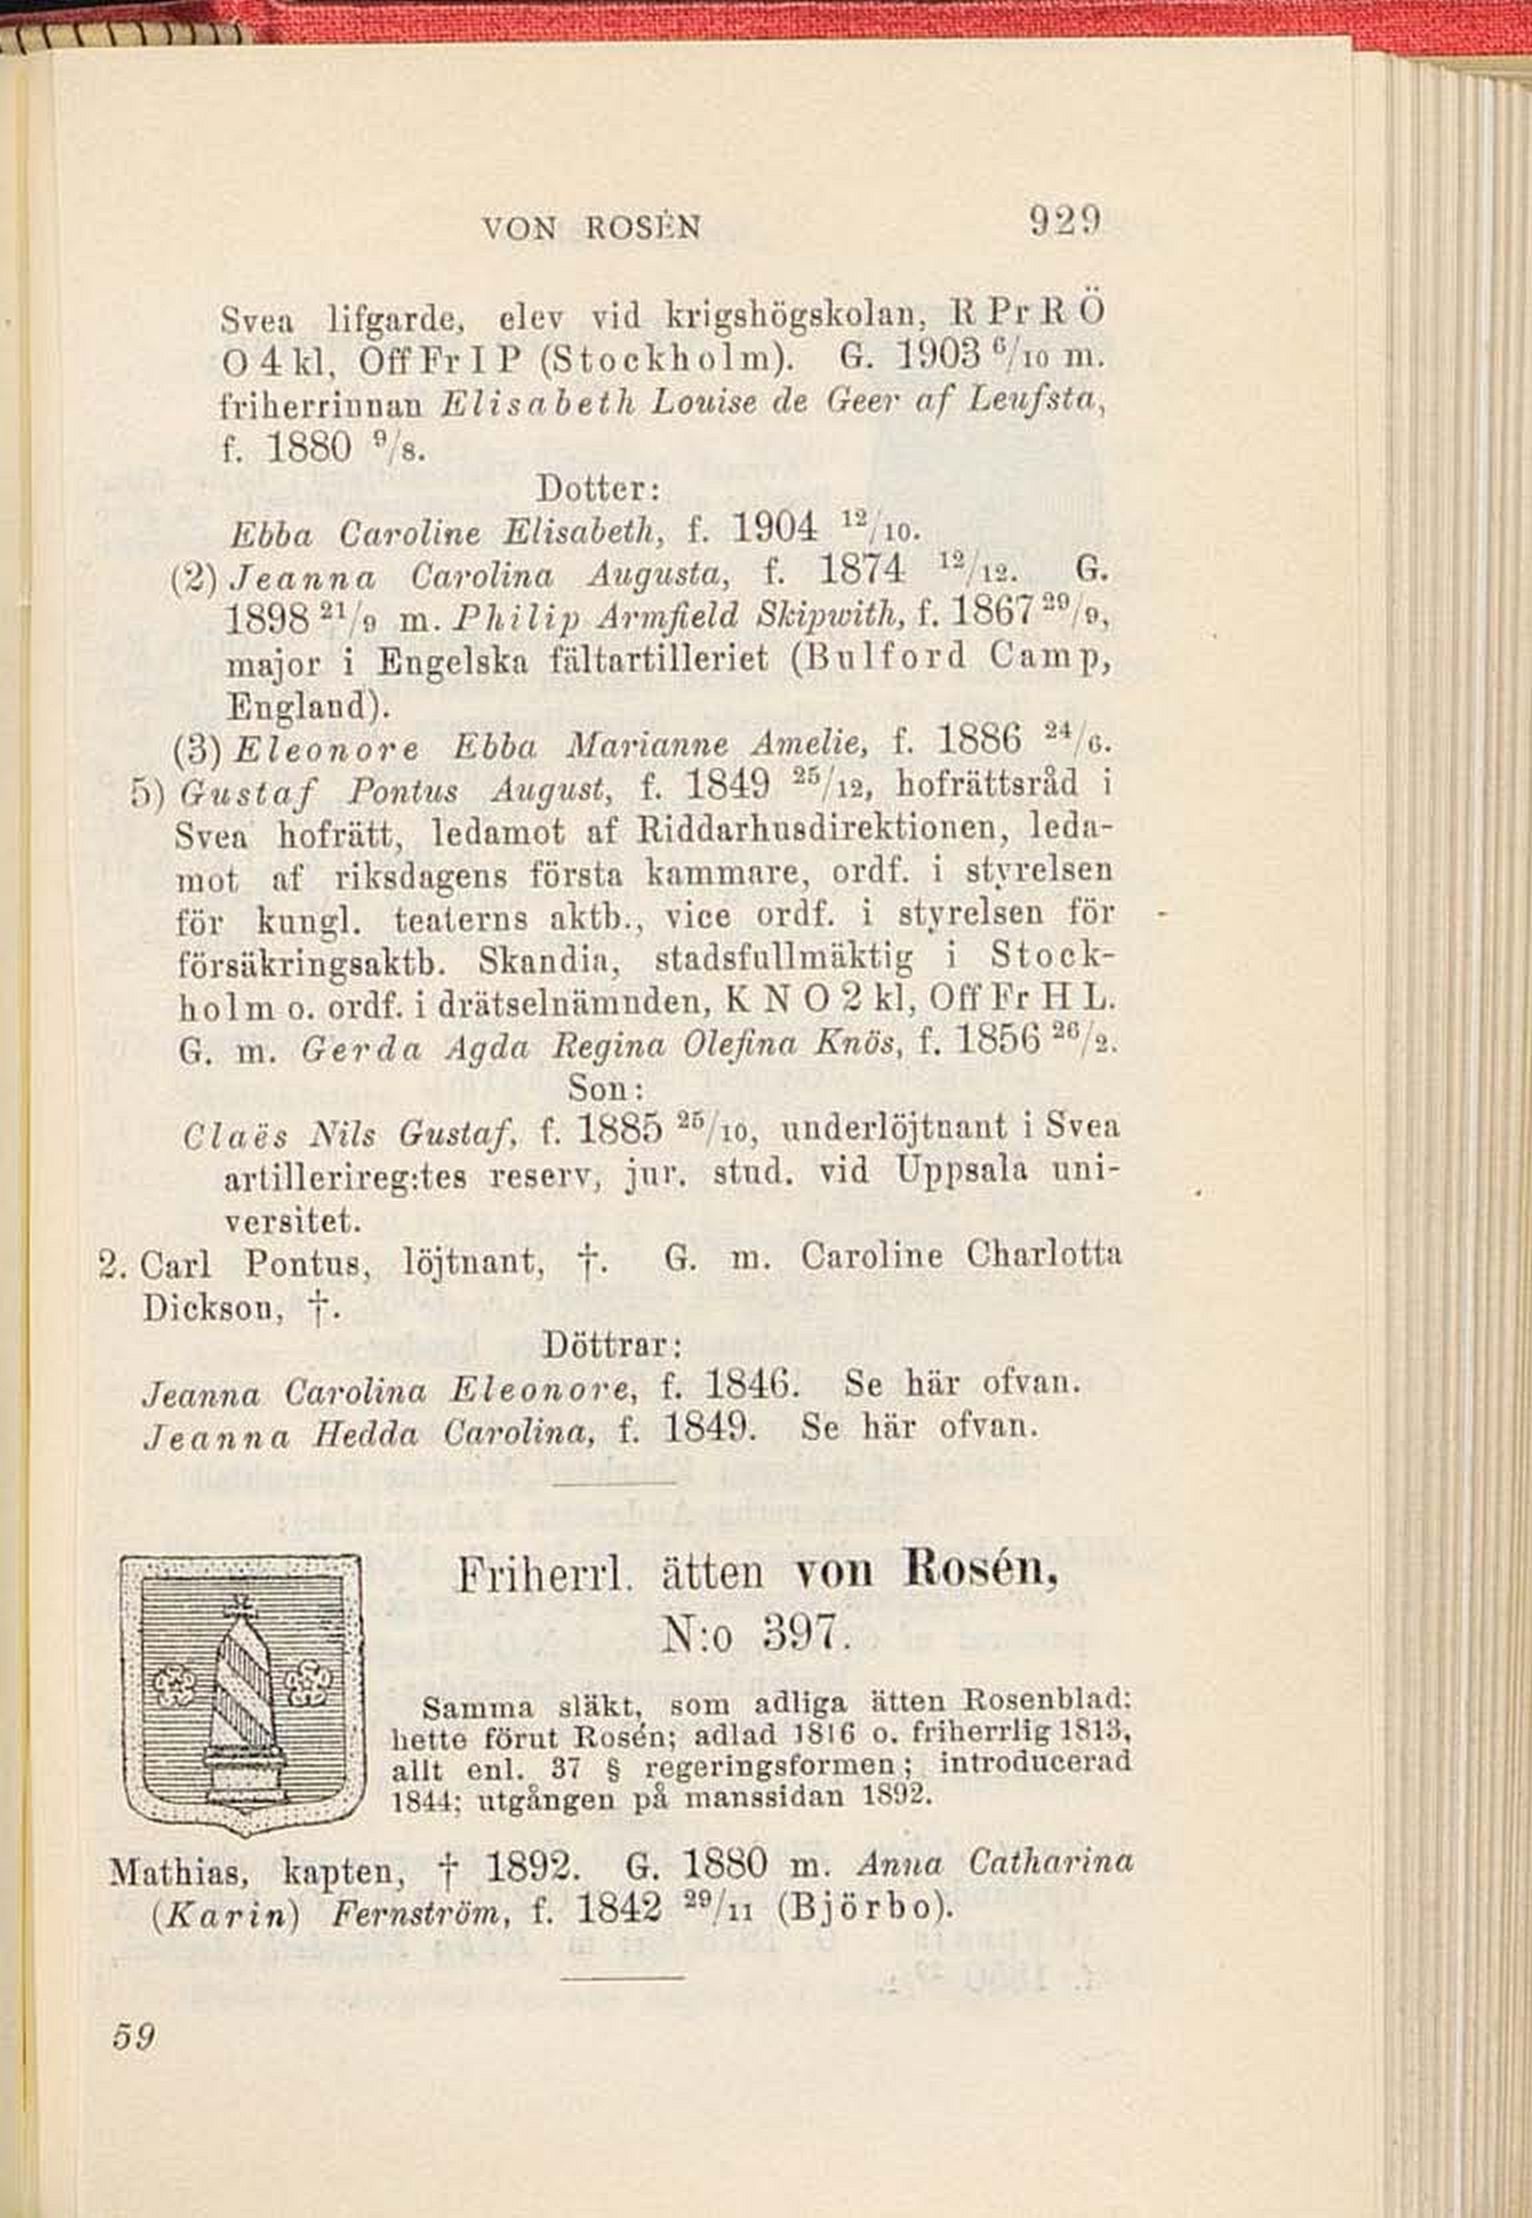 VON ROSÉN 929
Svea lifgarde, elev vid krigshögskolan, R Pr R Ö
O 4 kl, Off Fr I P (Stockholm). G. 1903 6/10 m.
friherrinnan Elisabeth Louise de Geer af Leufsta,
f. 1880 9/8.
Dotter:
Ebba Caroline Elisabeth, f. 1904 12/10.
(2) Jeanna Carolina Augusta, f. 1874 12/12. G.
1898 21/9 m. Philip Armfield Skipwith, f. 1867 29/9,
major i Engelska fältartilleriet (Bulford Camp,
England).
(3) Eleonore Ebba Marianne Amelie, f. 1886 24/6.
5) Gustaf Pontus August, f. 1849 25/12, hofrättsråd i
Svea hofrätt, ledamot af Riddarhusdirektionen, leda-
mot af riksdagens första kammare, ordf. i styrelsen
för kungl. teaterns aktb., vice ordf. i styrelsen för
försäkringsaktb. Skandia, stadsfullmäktig i Stock-
holm o. ordf. i drätselnämnden, K N O 2 kl, Off Fr H L.
G. m. Gerda Agda Regina Olefina Knös, f. 1856 26/2.
Son:
Claës Nils Gustaf, f. 1885 25/10, underlöjtnant i Svea
artillerireg:tes reserv, jur. stud. vid Uppsala uni-
versitet.
2. Carl Pontus, löjtnant, †. G. m. Caroline Charlotta
Dickson, †.
Döttrar:
Jeanna Carolina Eleonore, f. 1846. Se här ofvan.
Jeanna Hedda Carolina, f. 1849. Se här ofvan.
Friherrl. ätten von Rosén,
N:o 397.
Samma släkt, som adliga ätten Rosenblad;
hette förut Rosén; adlad 1816 o. friherrlig 1813,
allt enl. 37 § regeringsformen; introducerad
1844; utgången på manssidan 1892.
Mathias, kapten, † 1892. G. 1880 m. Anna Catharina
(Karin) Fernström, f. 1842 29/11 (Björbo).
59